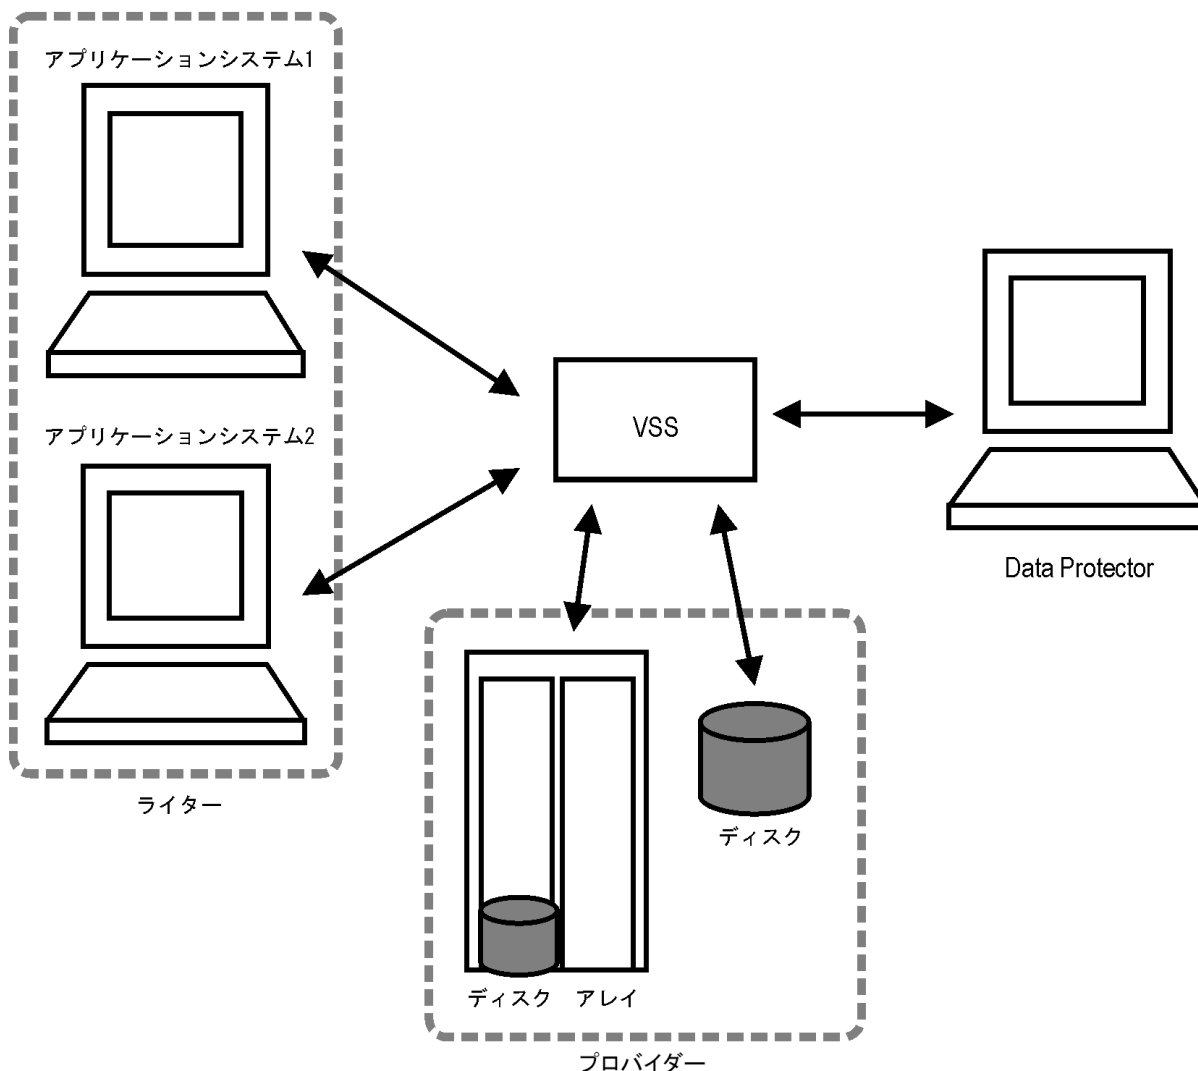 アプリケーションシステム1
アプリケーションシステム2
ライター
VSS
Data Protector
ディスク
ディスク
アレイ
プロバイダー